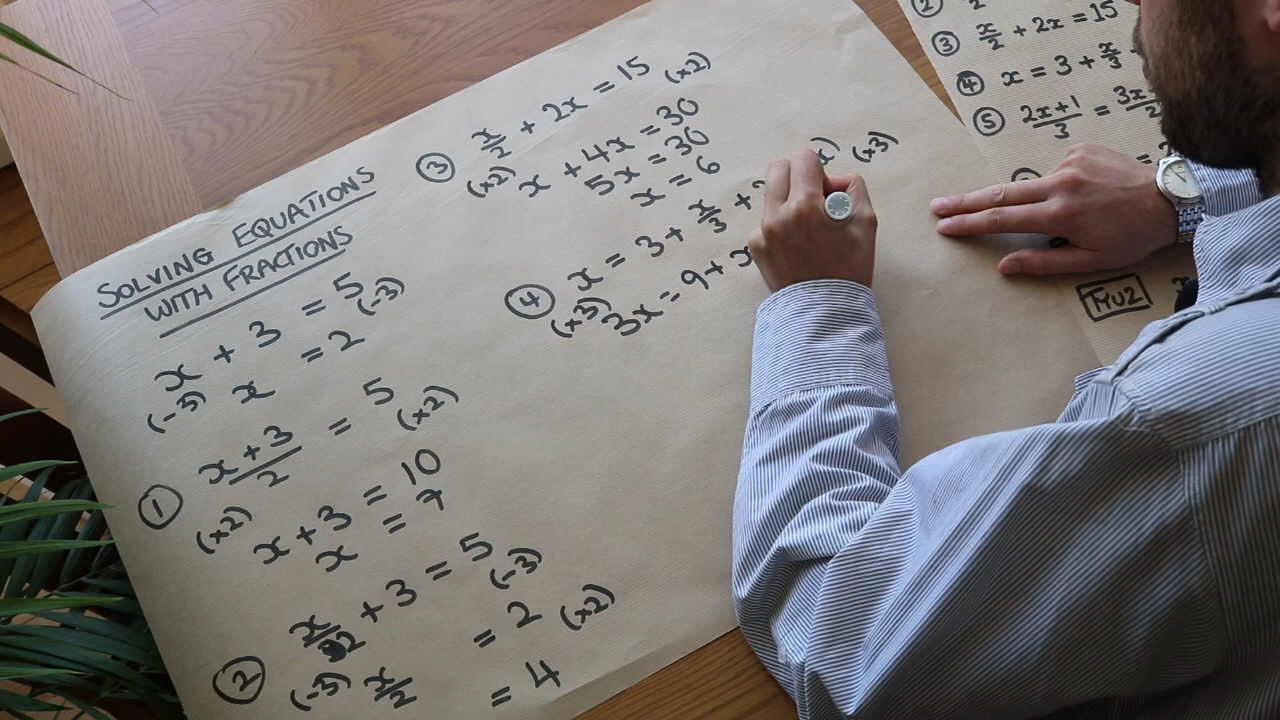 SOLVING EQUATIONS
WITH FRACTIONS
x + 3 = 5
(-3) x = 2 (-3)
① x + 3 / 2 = 5
(×2) (×2)
x + 3 = 10
x = 7
② x/2 + 3 = 5
(-3) x/2 = 2 (-3)
= 4 (×2)
③ x/2 + 2x = 15
(×2) x + 4x = 30 (×2)
5x = 30
x = 6
④ x = 3 + x/3 +
(×3) 3x = 9 + x (×3)
②
③ x/2 + 2x = 15
④ x = 3 + x/3
⑤ 2x+1/3 = 3x